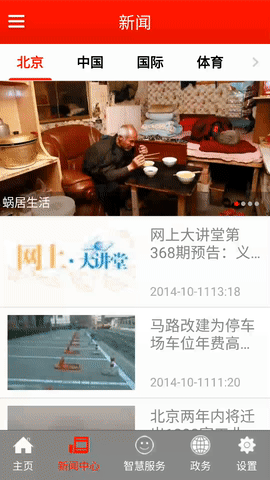 新闻
北京 中国 国际 体育
蜗居生活
网上·大讲堂
网上大讲堂第
368期预告：义...
2014-10-1113:18
马路改建为停车
场车位年费高...
2014-10-1113:18
北京两年内将迁
主页 新闻中心 智慧服务 政务 设置